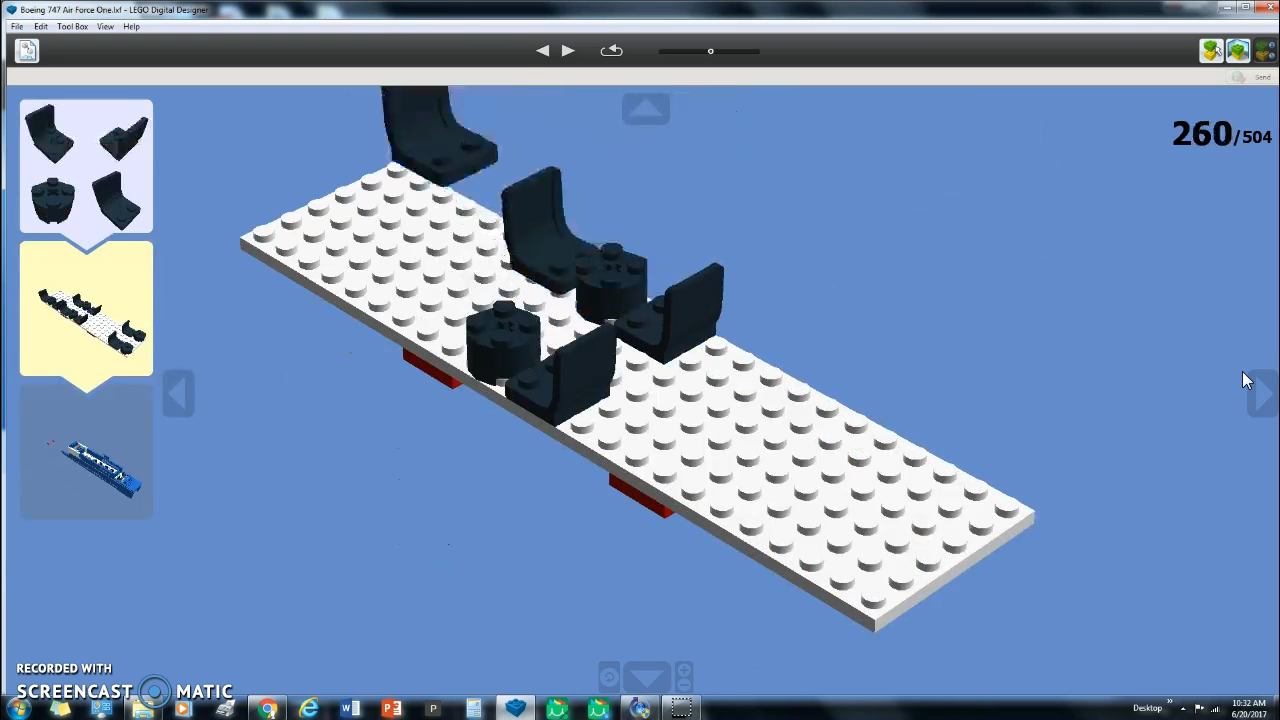 Boeing 747 Air Force One.lxf - LEGO Digital Designer
File Edit Tool Box View Help
Send
260/504
RECORDED WITH
SCREENCAST MATIC
Desktop
10:32 AM
6/20/2017